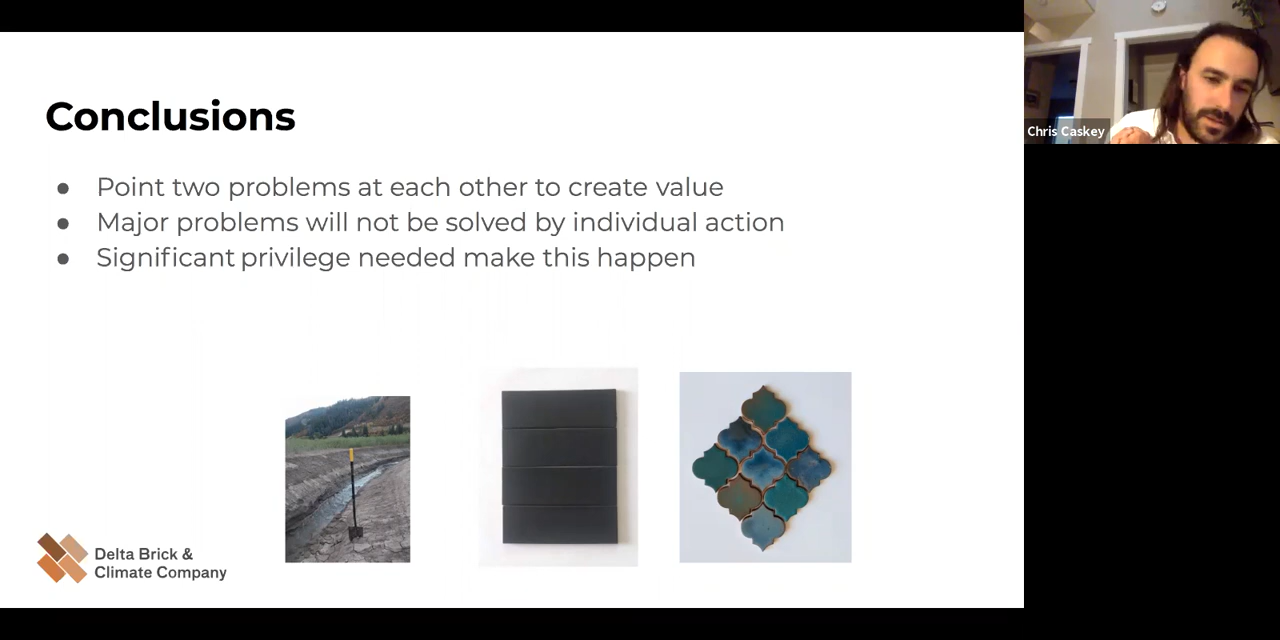 Conclusions
● Point two problems at each other to create value
● Major problems will not be solved by individual action
● Significant privilege needed make this happen
Delta Brick &
Climate Company
Chris Caskey